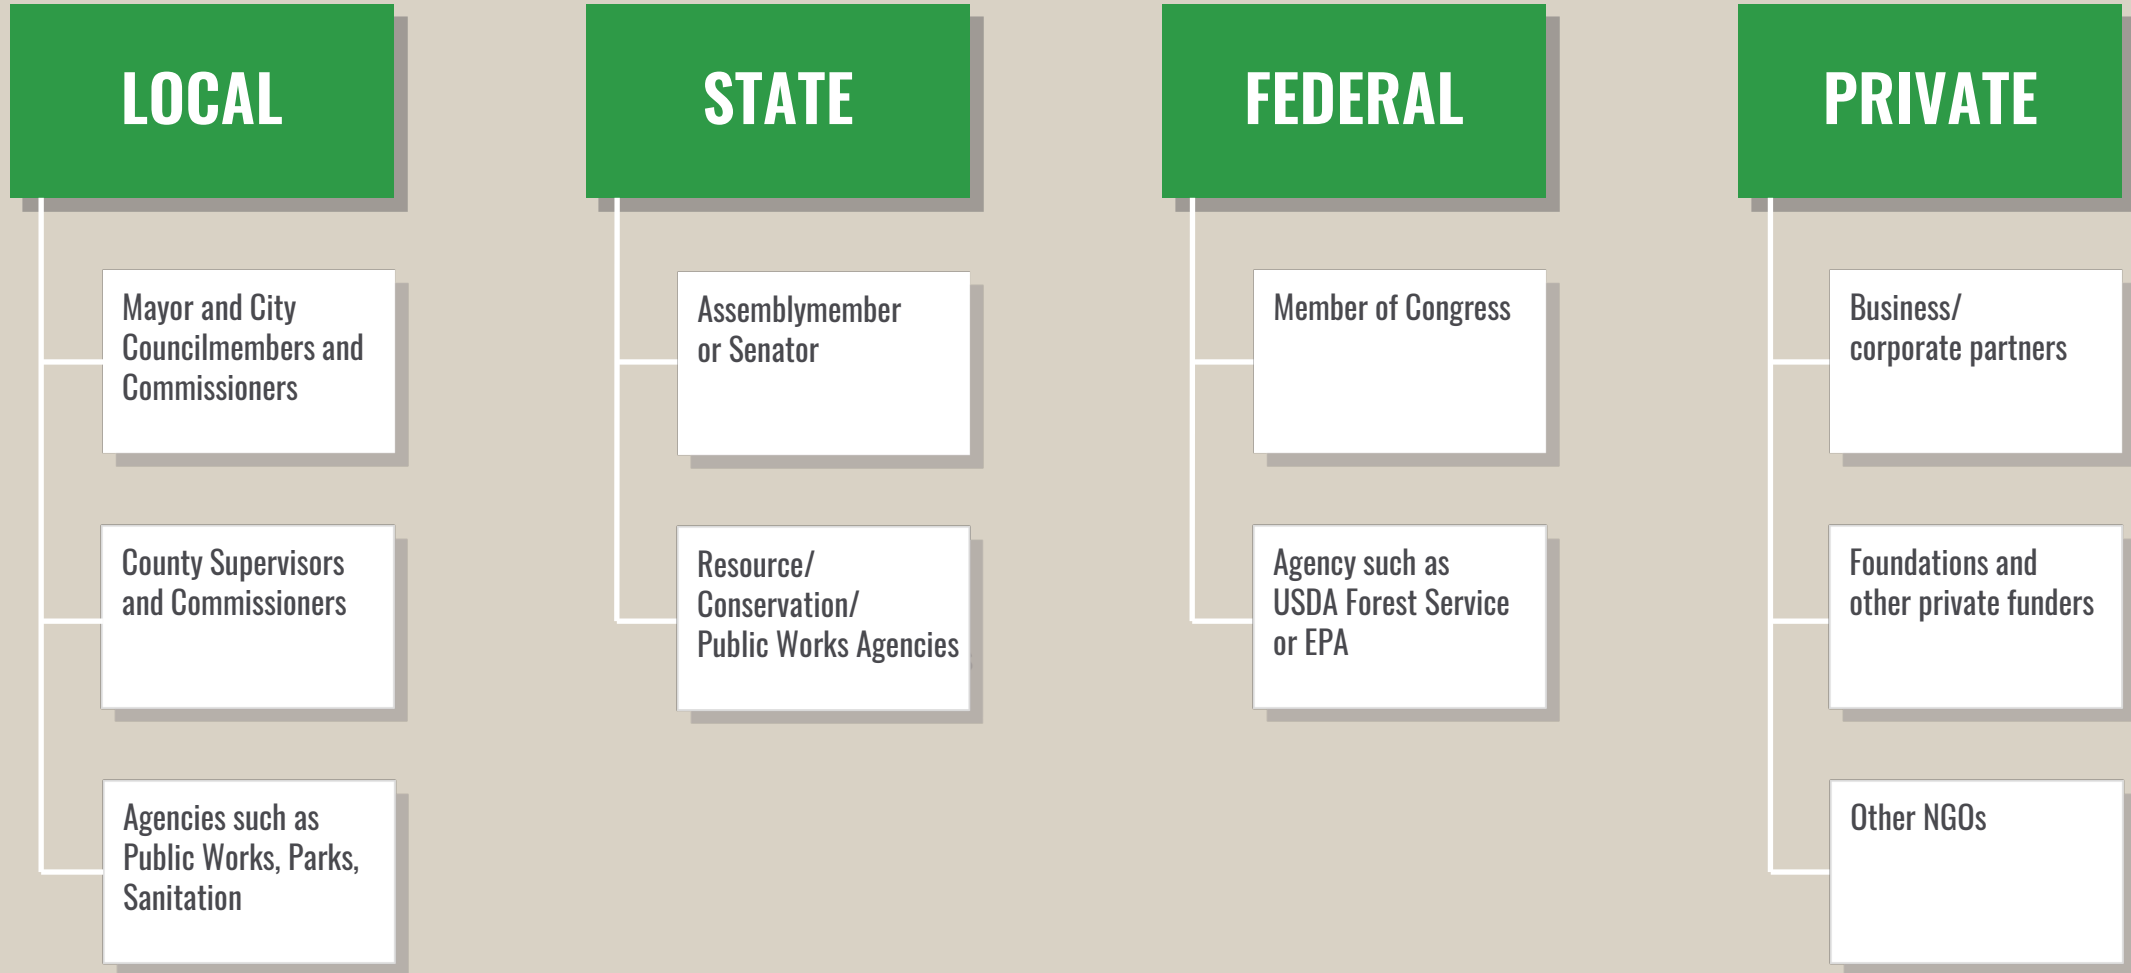 LOCAL
Mayor and City
Councilmembers and
Commissioners
County Supervisors
and Commissioners
Agencies such as
Public Works, Parks,
Sanitation
STATE
Assemblymember
or Senator
Resource/
Conservation/
Public Works Agencies
FEDERAL
Member of Congress
Agency such as
USDA Forest Service
or EPA
PRIVATE
Business/
corporate partners
Foundations and
other private funders
Other NGOs